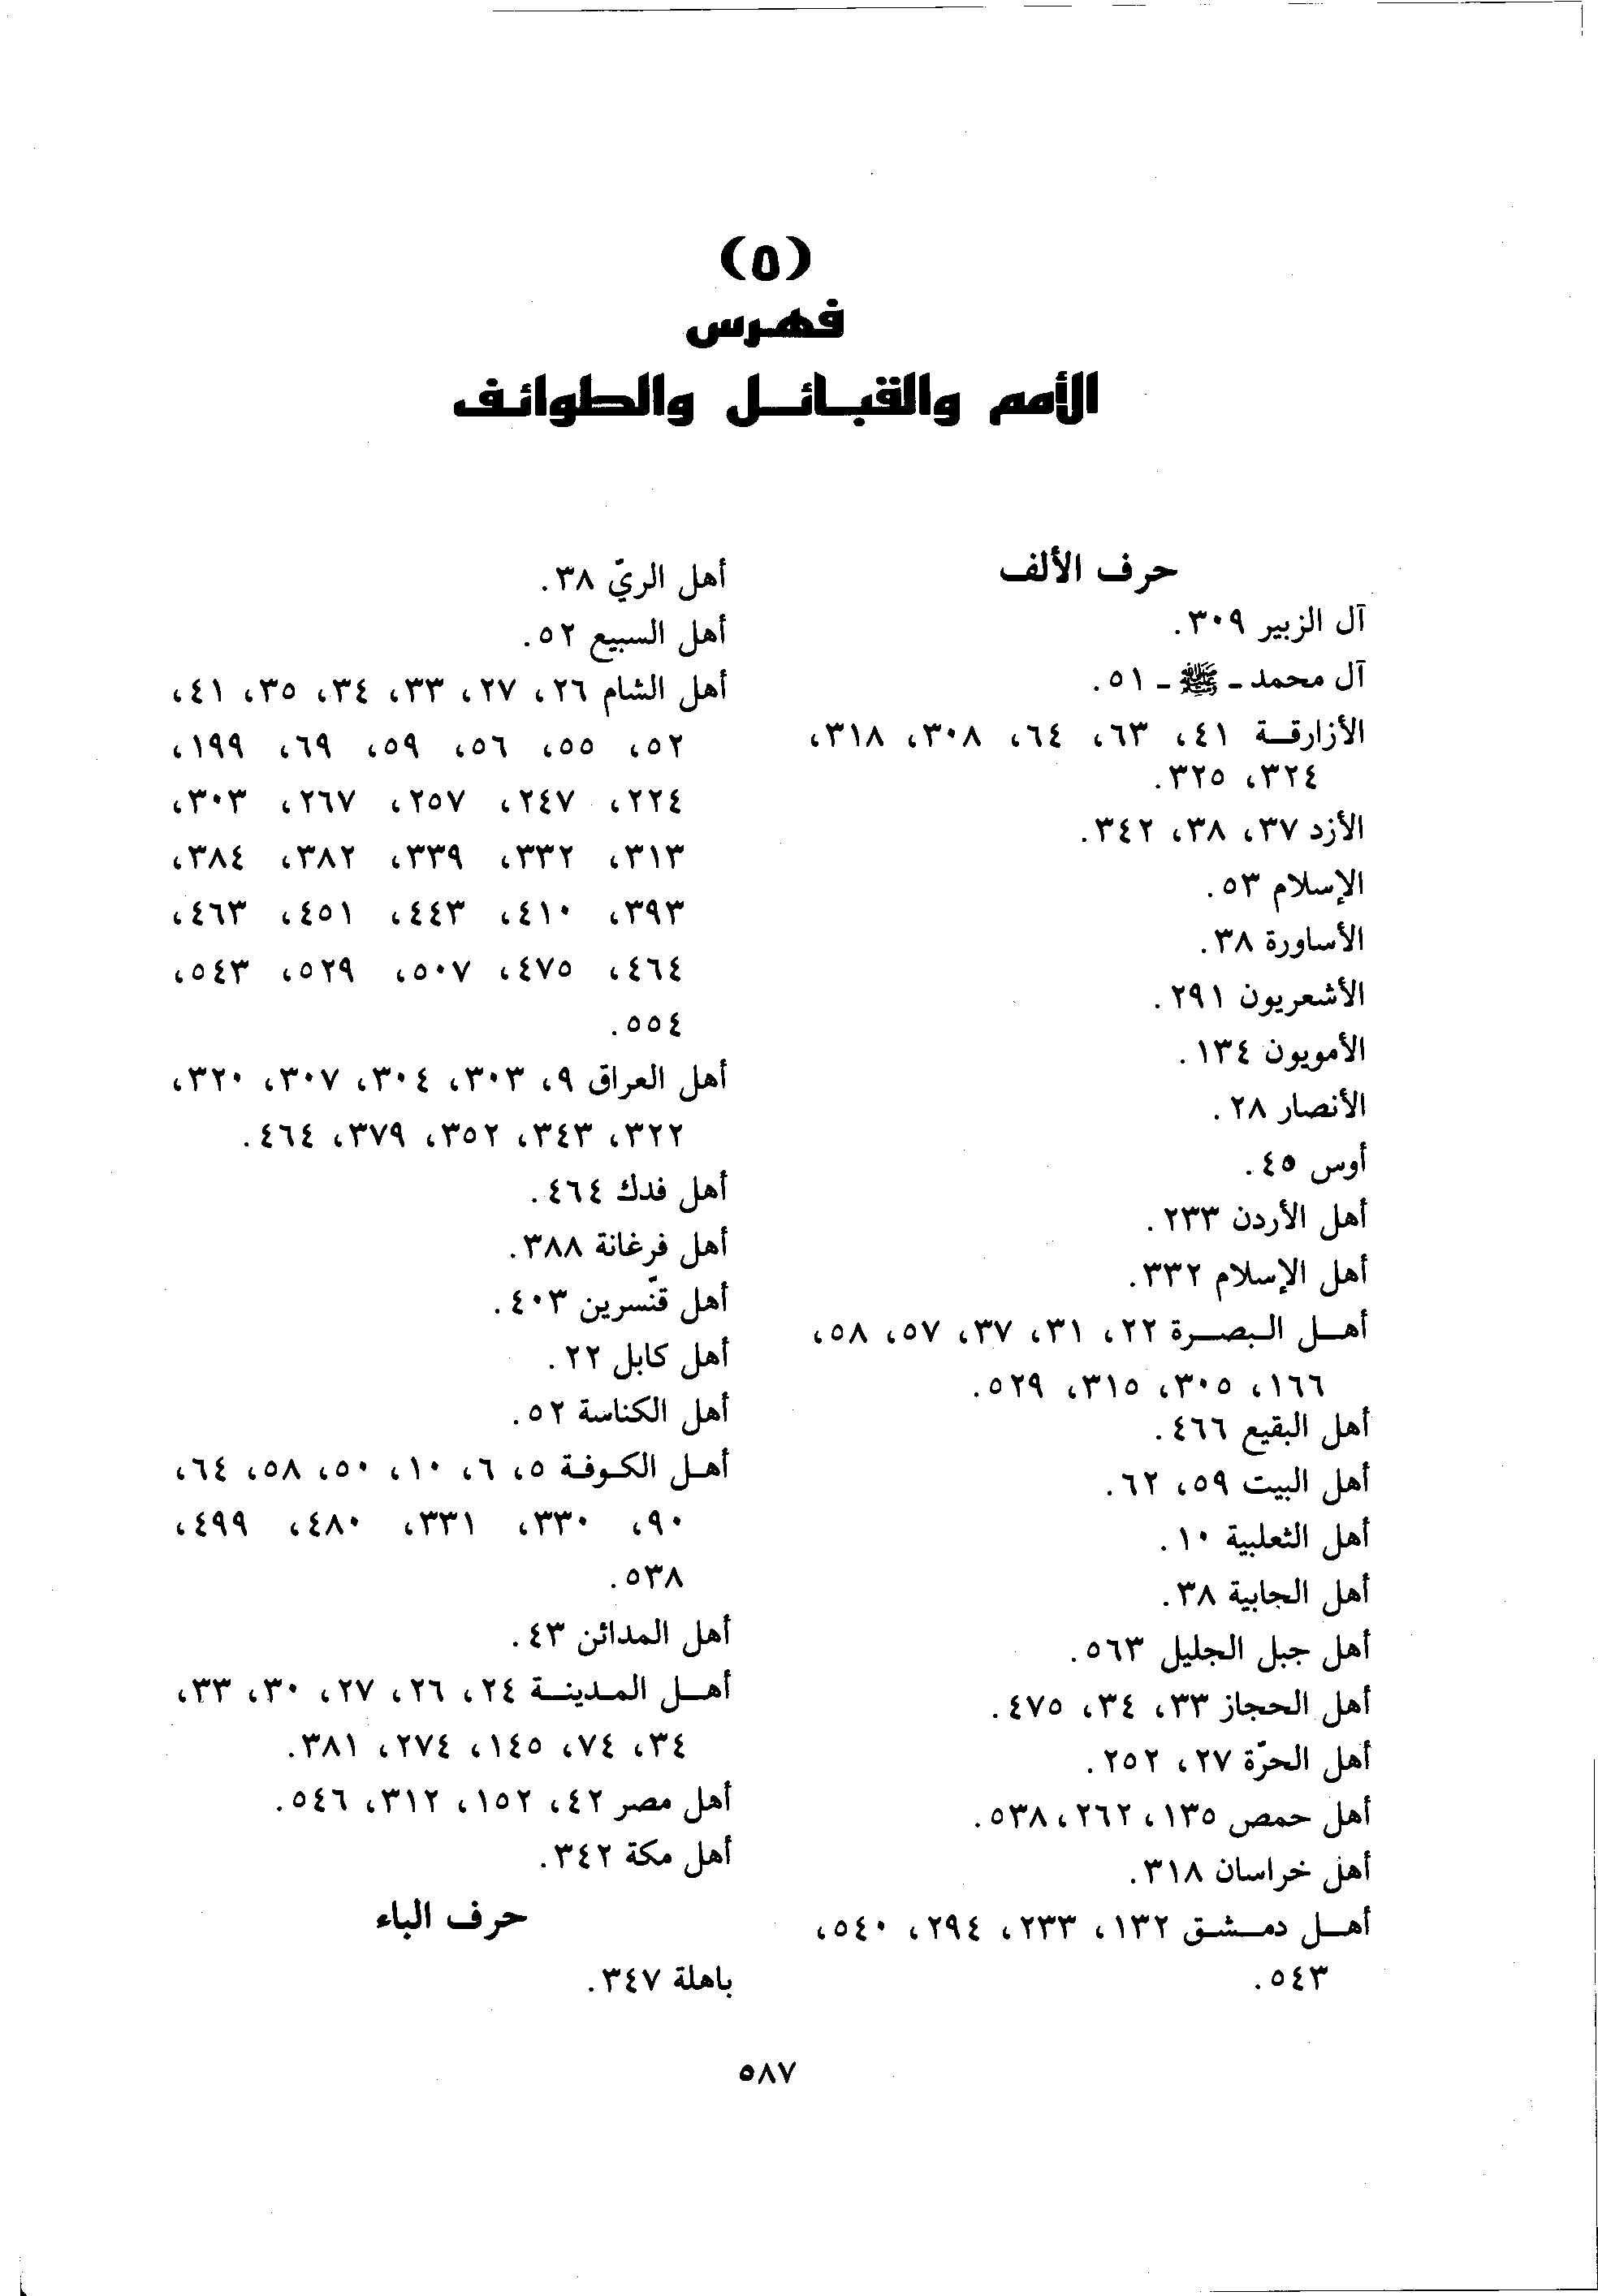 (٥)
فهرس
الأمم والقبائل والطوائف
حرف الألف
آل الزبير ٣٠٩.
آل محمد ـ ﷺ ـ ٥١.
الأزارقة ٤١، ٦٣، ٦٤، ٣٠٨، ٣١٨،
٣٢٤، ٣٢٥.
الأزد ٣٧، ٣٨، ٣٤٢.
الإسلام ٥٣.
الأساورة ٣٨.
الأشعريون ٢٩١.
الأمويون ١٣٤.
الأنصار ٢٨.
أوس ٤٥.
أهل الأردن ٢٣٣.
أهل الإسلام ٣٣٢.
أهل البصرة ٢٢، ٣١، ٣٧، ٥٧، ٥٨،
١٦٦، ٣٠٥، ٣١٥، ٥٢٩.
أهل البقيع ٤٦٦.
أهل البيت ٥٩، ٦٢.
أهل الثعلبية ١٠.
أهل الجابية ٣٨.
أهل جبل الجليل ٥٦٣.
أهل الحجاز ٣٣، ٣٤، ٤٧٥.
أهل الحرّة ٢٧، ٢٥٢.
أهل حمص ١٣٥، ٢٦٢، ٥٣٨.
أهل خراسان ٣١٨.
أهل دمشق ١٣٢، ٢٣٣، ٢٩٤، ٥٤٠،
٥٤٣.
أهل الريّ ٣٨.
أهل السبيع ٥٢.
أهل الشام ٢٦، ٢٧، ٣٣، ٣٤، ٣٥، ٤١،
٥٢، ٥٥، ٥٦، ٥٩، ٦٩، ١٩٩،
٢٢٤، ٢٤٧، ٢٥٧، ٢٦٧، ٣٠٣،
٣١٣، ٣٣٢، ٣٣٩، ٣٨٢، ٣٨٤،
٣٩٣، ٤١٠، ٤٤٣، ٤٥١، ٤٦٣،
٤٦٤، ٤٧٥، ٥٠٧، ٥٢٩، ٥٤٣،
٥٥٤.
أهل العراق ٩، ٣٠٣، ٣٠٤، ٣٠٧، ٣٢٠،
٣٢٢، ٣٤٣، ٣٥٢، ٣٧٩، ٤٦٤.
أهل فدك ٤٦٤.
أهل فرغانة ٣٨٨.
أهل قنّسرين ٤٠٣.
أهل كابل ٢٢.
أهل الكناسة ٥٢.
أهل الكوفة ٥، ٦، ١٠، ٥٠، ٥٨، ٦٤،
٩٠، ٣٣٠، ٣٣١، ٤٨٠، ٤٩٩،
٥٣٨.
أهل المدائن ٤٣.
أهل المدينة ٢٤، ٢٦، ٢٧، ٣٠، ٣٣،
٣٤، ٧٤، ١٤٥، ٢٧٤، ٣٨١.
أهل مصر ٤٢، ١٥٢، ٣١٢، ٥٤٦.
أهل مكة ٣٤٢.
حرف الباء
باهلة ٣٤٧.
٥٨٧